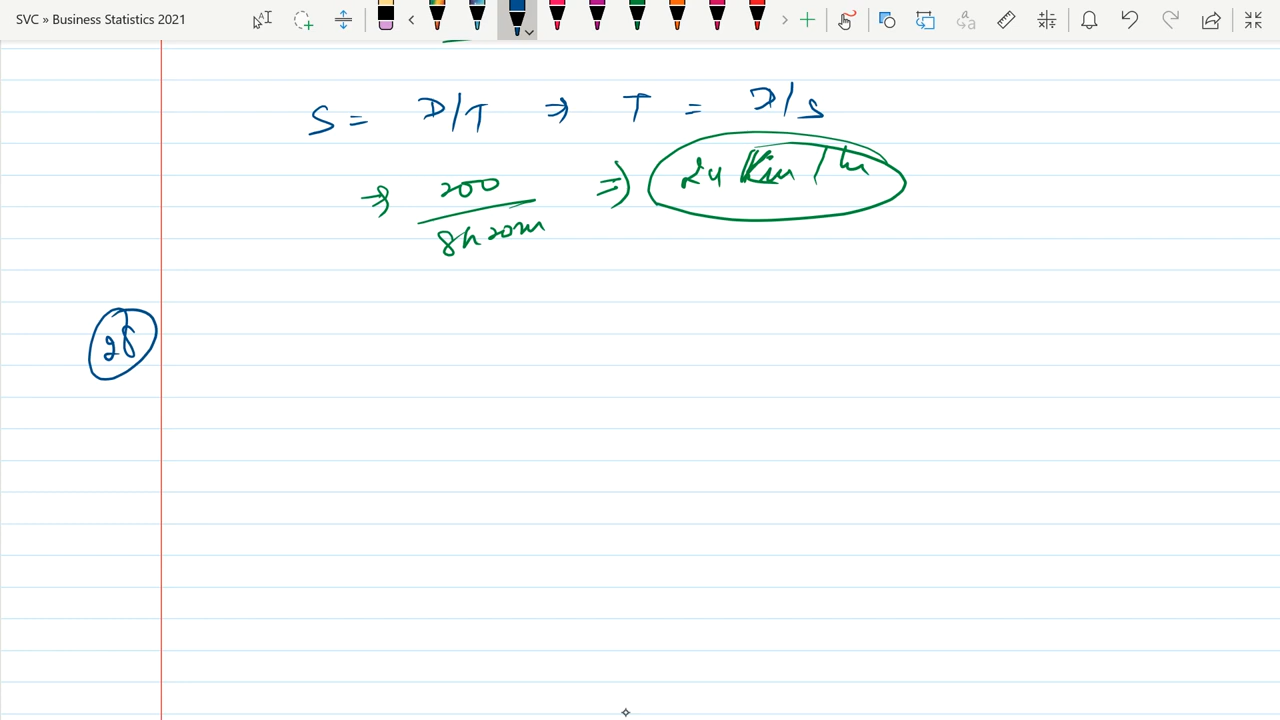 SVC » Business Statistics 2021
S = D/T ⇒ T = D/S
⇒ 200 / 8h 20m ⇒ 24 Km/hr
28